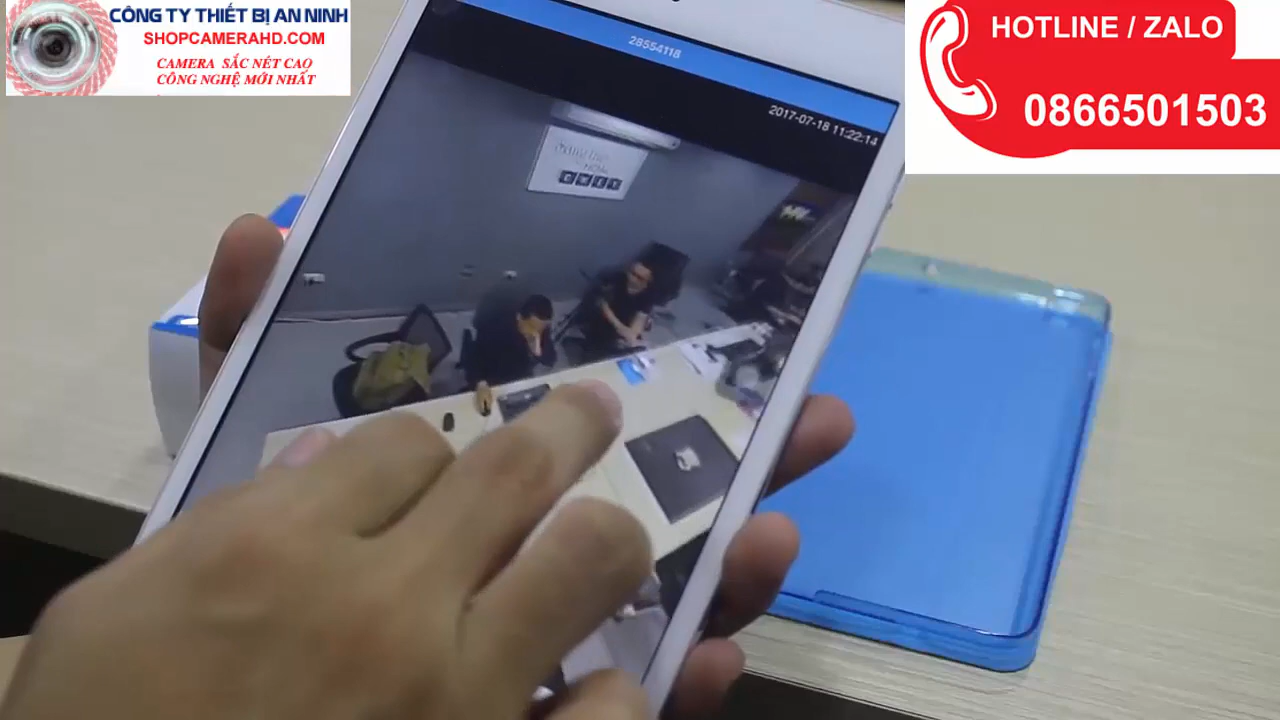 CÔNG TY THIẾT BỊ AN NINH
SHOPCAMERAHD.COM
CAMERA SẮC NÉT CAO
CÔNG NGHỆ MỚI NHẤT
HOTLINE / ZALO
0866501503
28554118
2017-07-18 11:22:14